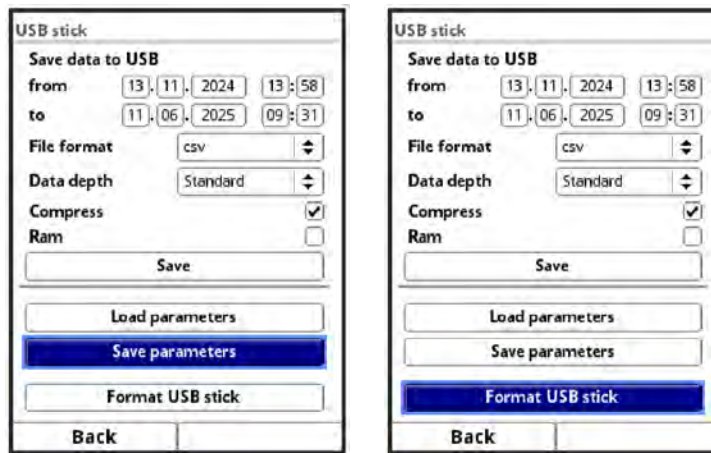 USB stick
Save data to USB
from 13. 11. 2024 13:58
to 11. 06. 2025 09:31
File format csv
Data depth Standard
Compress
Ram
Save
Load parameters
Save parameters
Format USB stick
Back
USB stick
Save data to USB
from 13. 11. 2024 13:58
to 11. 06. 2025 09:31
File format csv
Data depth Standard
Compress
Ram
Save
Load parameters
Save parameters
Format USB stick
Back